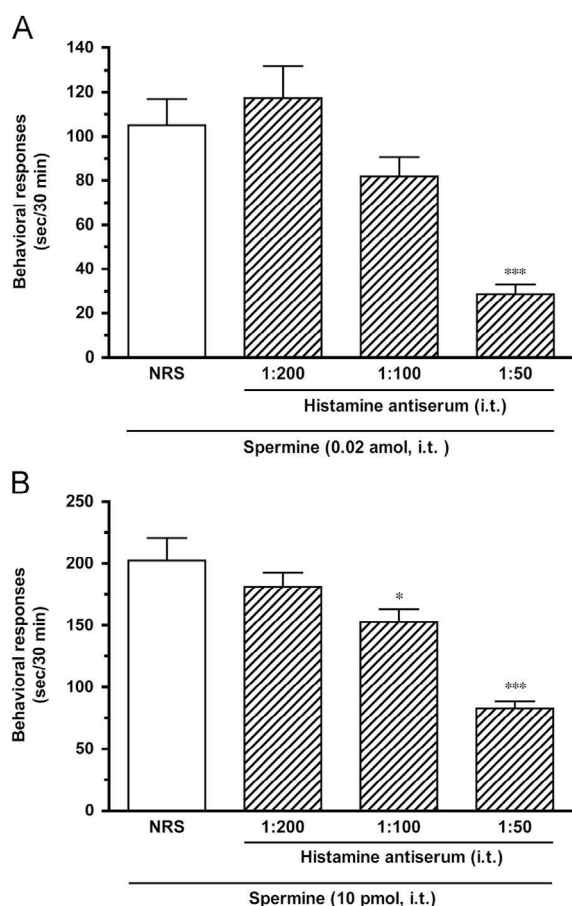 A
140
120
100
80
60
40
20
0
Behavioral responses
(sec/30 min)
***
NRS 1:200 1:100 1:50
Histamine antiserum (i.t.)
Spermine (0.02 amol, i.t. )
B
250
200
150
100
50
0
Behavioral responses
(sec/30 min)
*
***
NRS 1:200 1:100 1:50
Histamine antiserum (i.t.)
Spermine (10 pmol, i.t.)